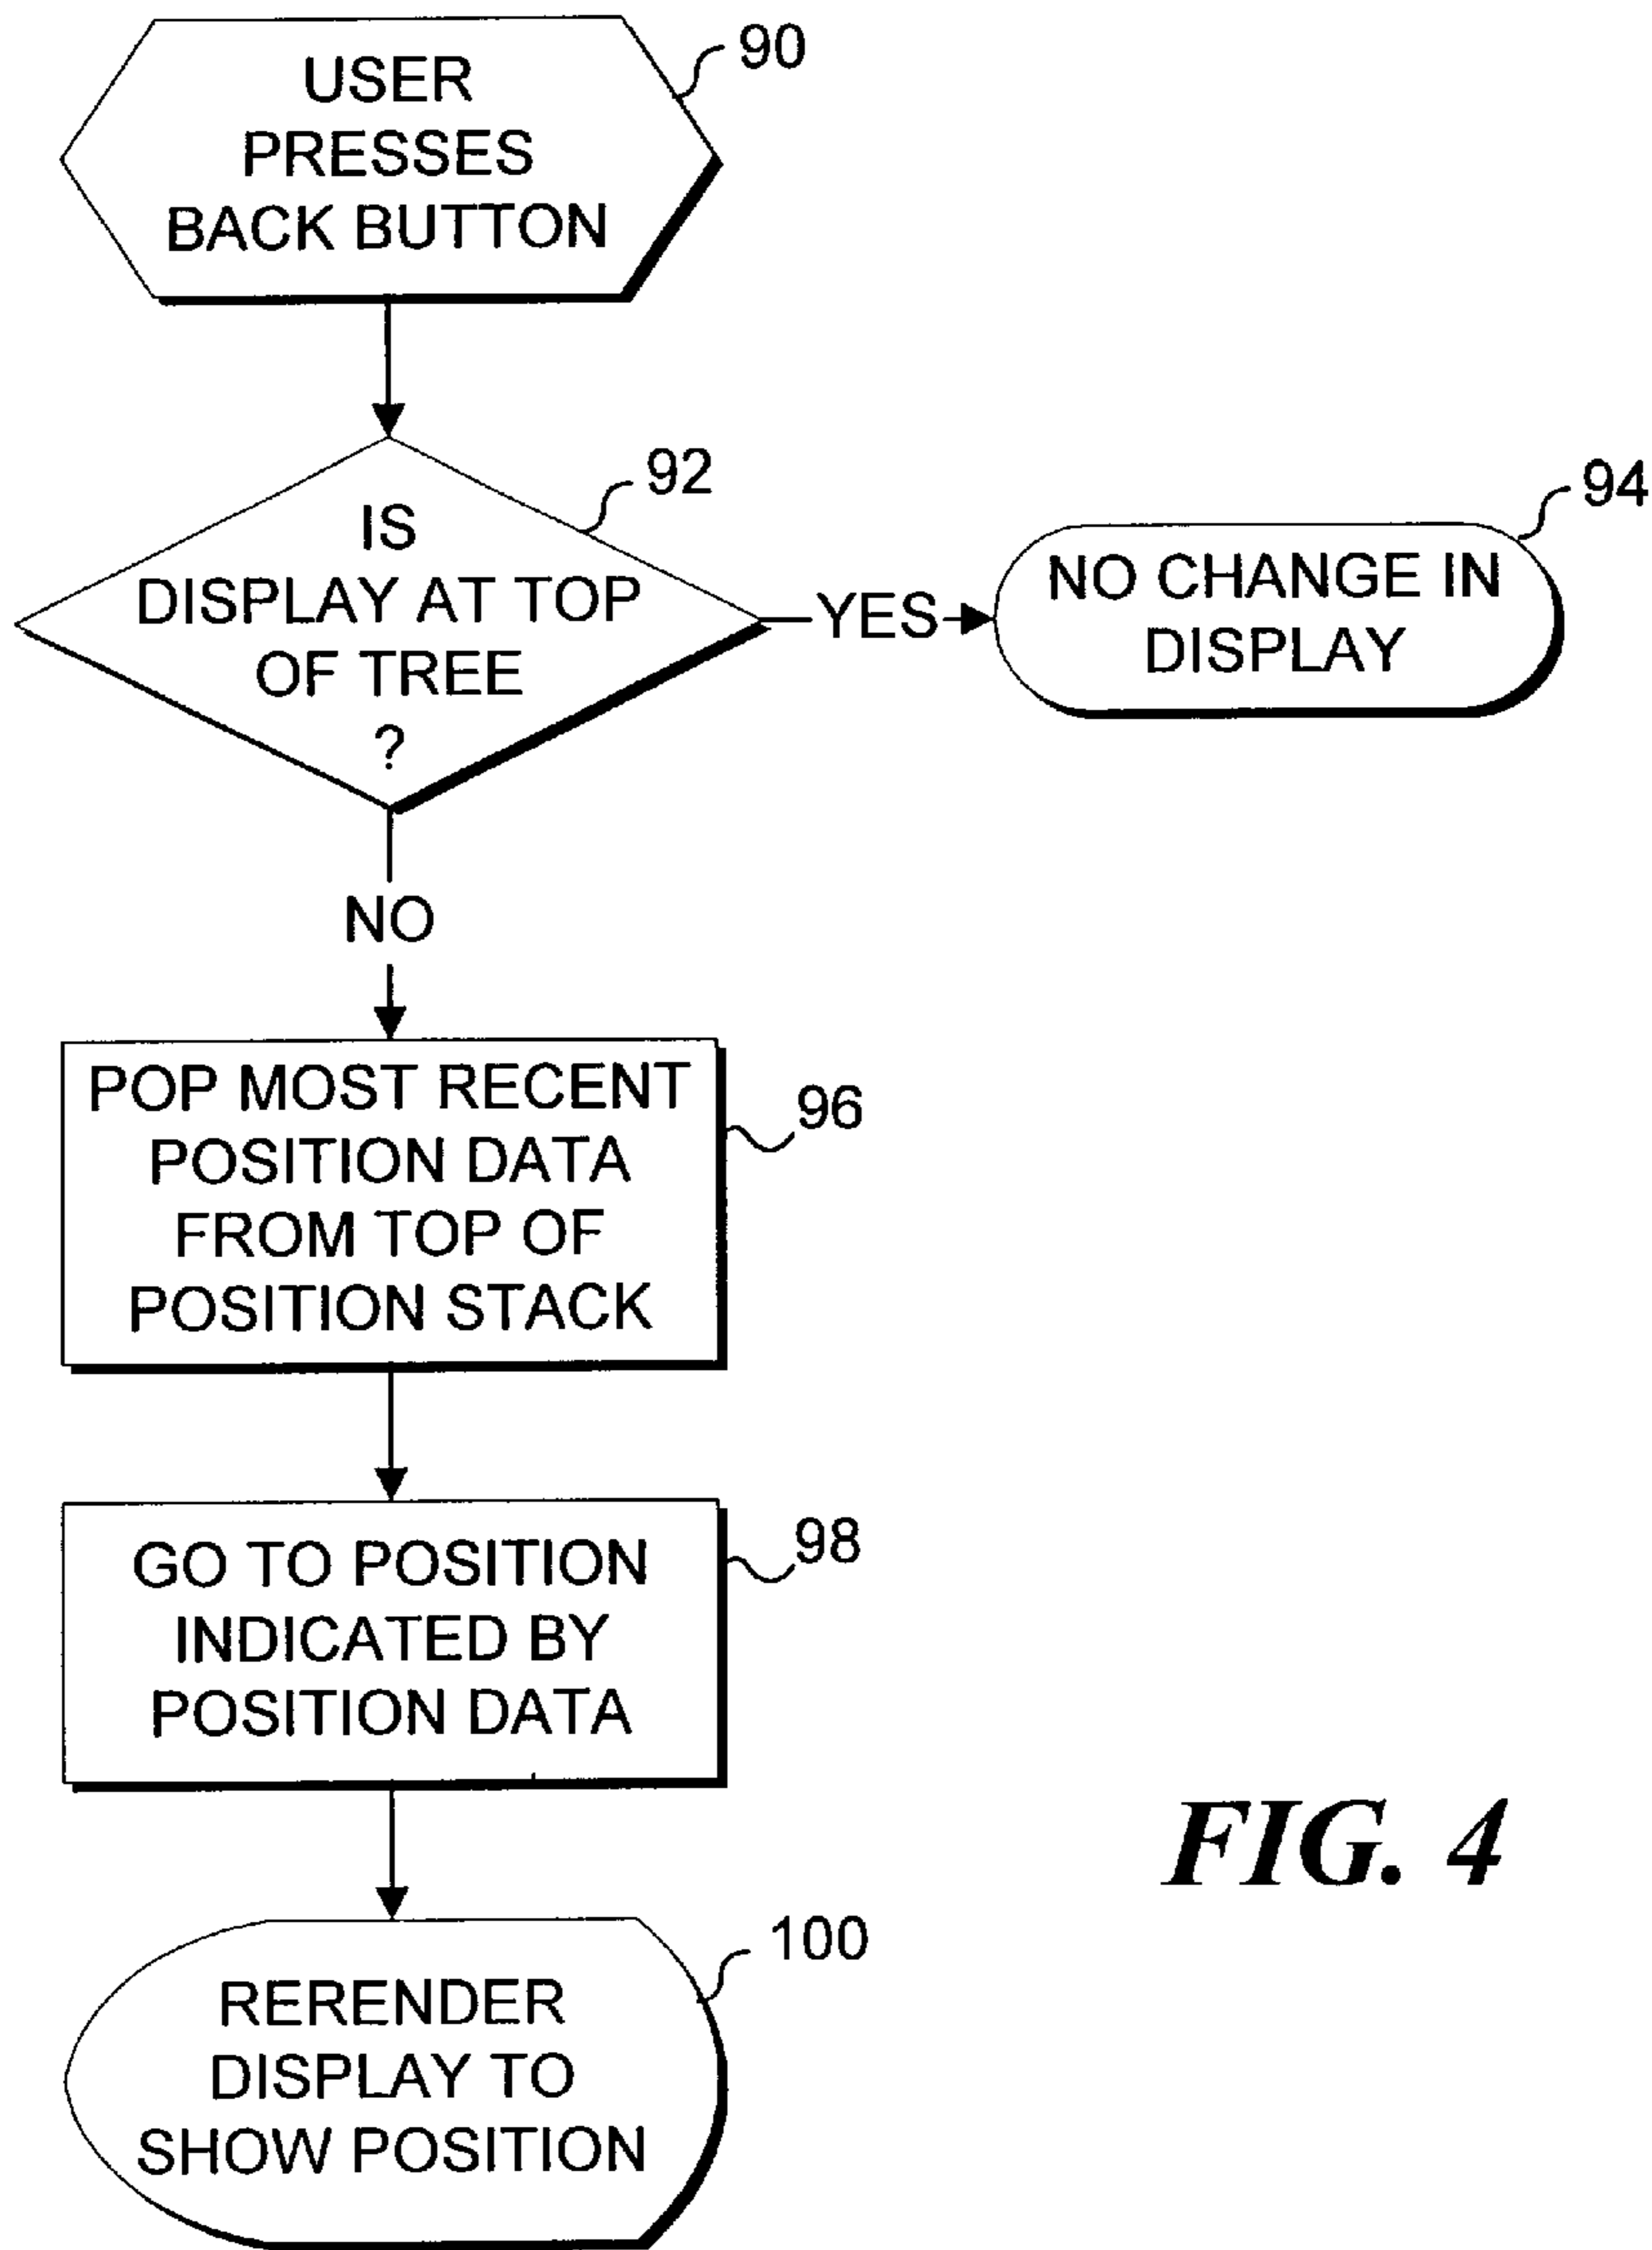 USER
PRESSES
BACK BUTTON
90
IS
DISPLAY AT TOP
OF TREE
?
92
YES
NO CHANGE IN
DISPLAY
94
NO
POP MOST RECENT
POSITION DATA
FROM TOP OF
POSITION STACK
96
GO TO POSITION
INDICATED BY
POSITION DATA
98
RERENDER
DISPLAY TO
SHOW POSITION
100
FIG. 4